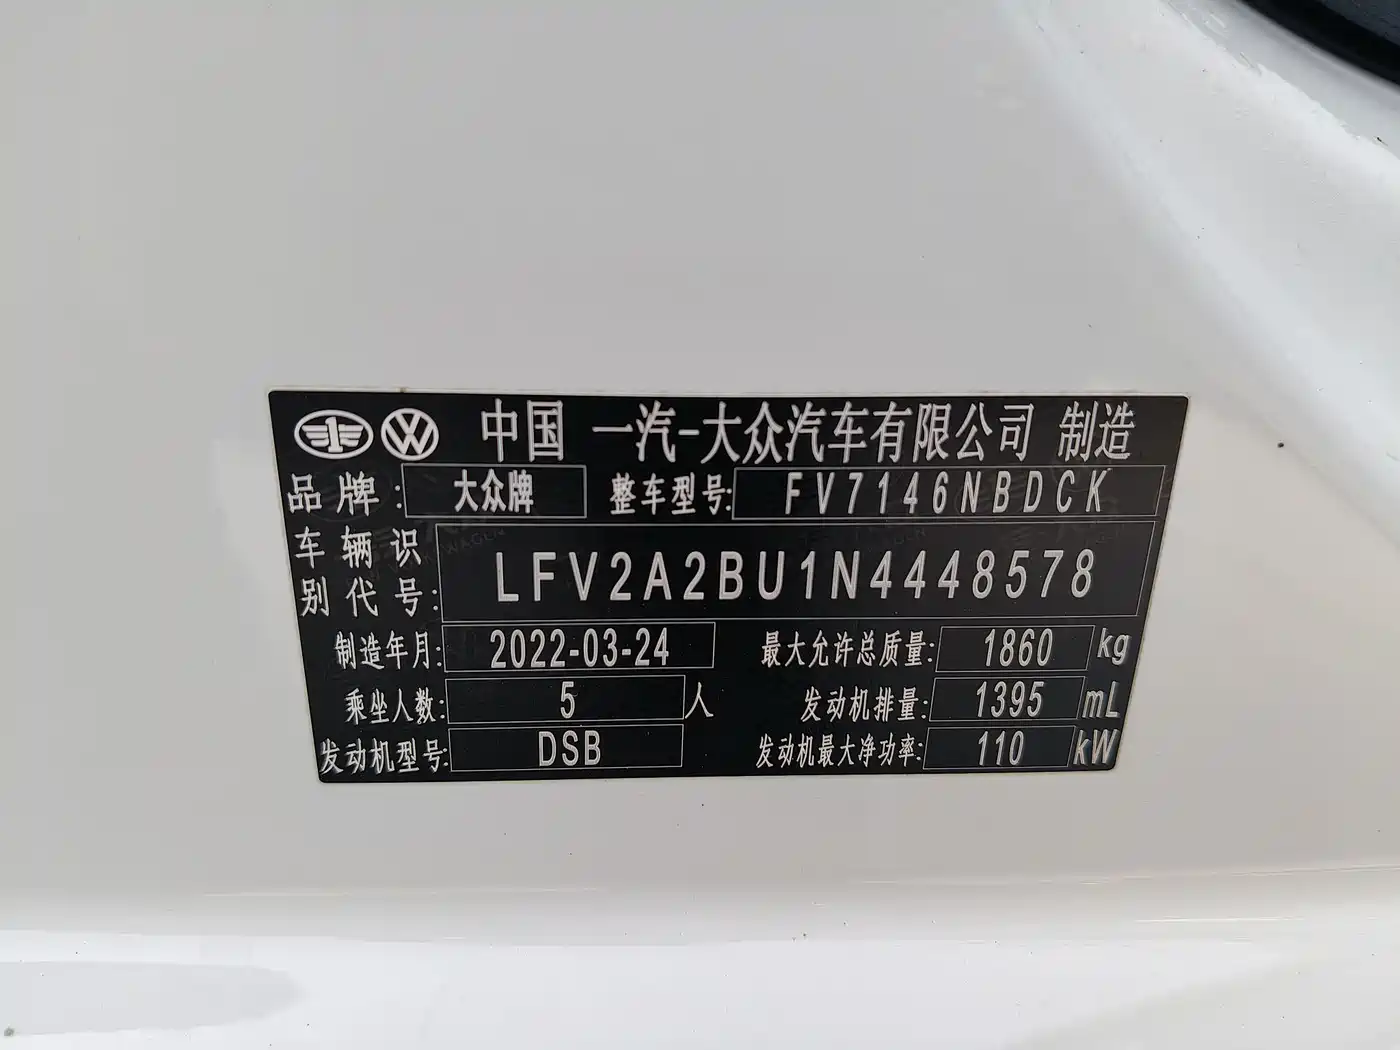 中国 一汽-大众汽车有限公司 制造
品牌: 大众牌 整车型号: FV7146NBDCK
车辆识
别代号: LFV2A2BU1N4448578
制造年月: 2022-03-24 最大允许总质量: 1860 kg
乘坐人数: 5 人 发动机排量: 1395 mL
发动机型号: DSB 发动机最大净功率: 110 kW